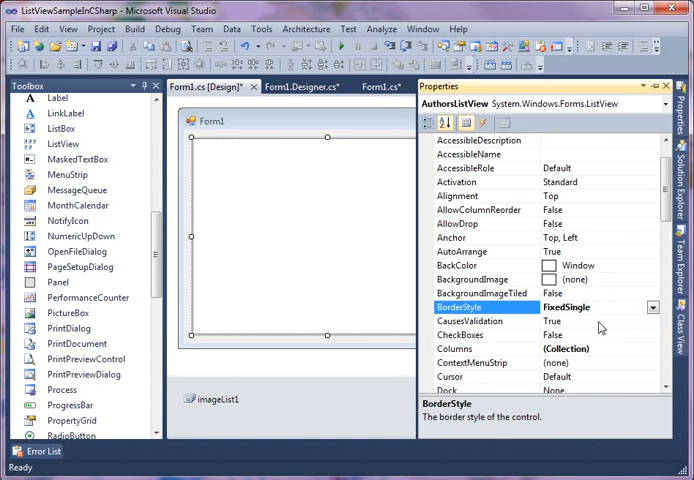 ListViewSampleInCSharp - Microsoft Visual Studio
File Edit View Project Build Debug Team Data Tools Architecture Test Analyze Window Help
Toolbox
Label
LinkLabel
ListBox
ListView
MaskedTextBox
MenuStrip
MessageQueue
MonthCalendar
NotifyIcon
NumericUpDown
OpenFileDialog
PageSetupDialog
Panel
PerformanceCounter
PictureBox
PrintDialog
PrintDocument
PrintPreviewControl
PrintPreviewDialog
Process
ProgressBar
PropertyGrid
RadioButton
Form1.cs [Design]* Form1.Designer.cs* Form1.cs*
Form1
imageList1
Properties
AuthorsListView System.Windows.Forms.ListView
AccessibleDescription
AccessibleName
AccessibleRole Default
Activation Standard
Alignment Top
AllowColumnReorder False
AllowDrop False
Anchor Top, Left
AutoArrange True
BackColor Window
BackgroundImage (none)
BackgroundImageTiled False
BorderStyle FixedSingle
CausesValidation True
CheckBoxes False
Columns (Collection)
ContextMenuStrip (none)
Cursor Default
Dock None
BorderStyle
The border style of the control.
Properties
Solution Explorer
Team Explorer
Class View
Error List
Ready